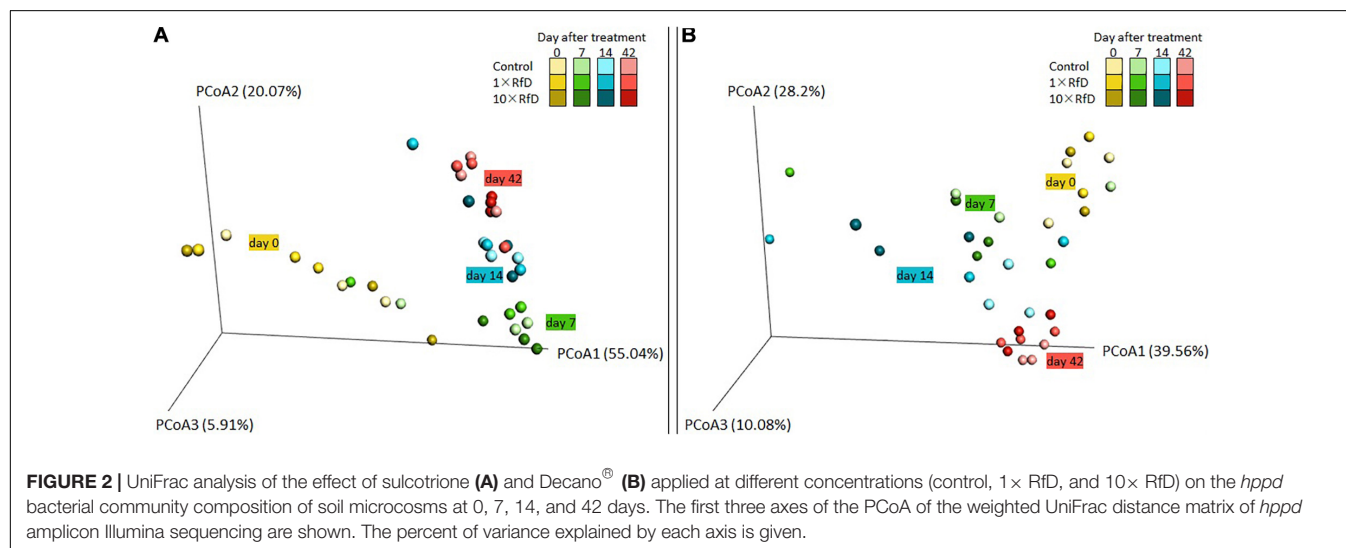 A
Day after treatment
0 7 14 42
Control
1×RfD
10×RfD
PCoA2 (20.07%)
day 42
day 0
day 14
day 7
PCoA1 (55.04%)
PCoA3 (5.91%)
B
Day after treatment
0 7 14 42
Control
1×RfD
10×RfD
PCoA2 (28.2%)
day 0
day 7
day 14
PCoA1 (39.56%)
day 42
PCoA3 (10.08%)
FIGURE 2 | UniFrac analysis of the effect of sulcotrione (A) and Decano® (B) applied at different concentrations (control, 1× RfD, and 10× RfD) on the hppd
bacterial community composition of soil microcosms at 0, 7, 14, and 42 days. The first three axes of the PCoA of the weighted UniFrac distance matrix of hppd
amplicon Illumina sequencing are shown. The percent of variance explained by each axis is given.